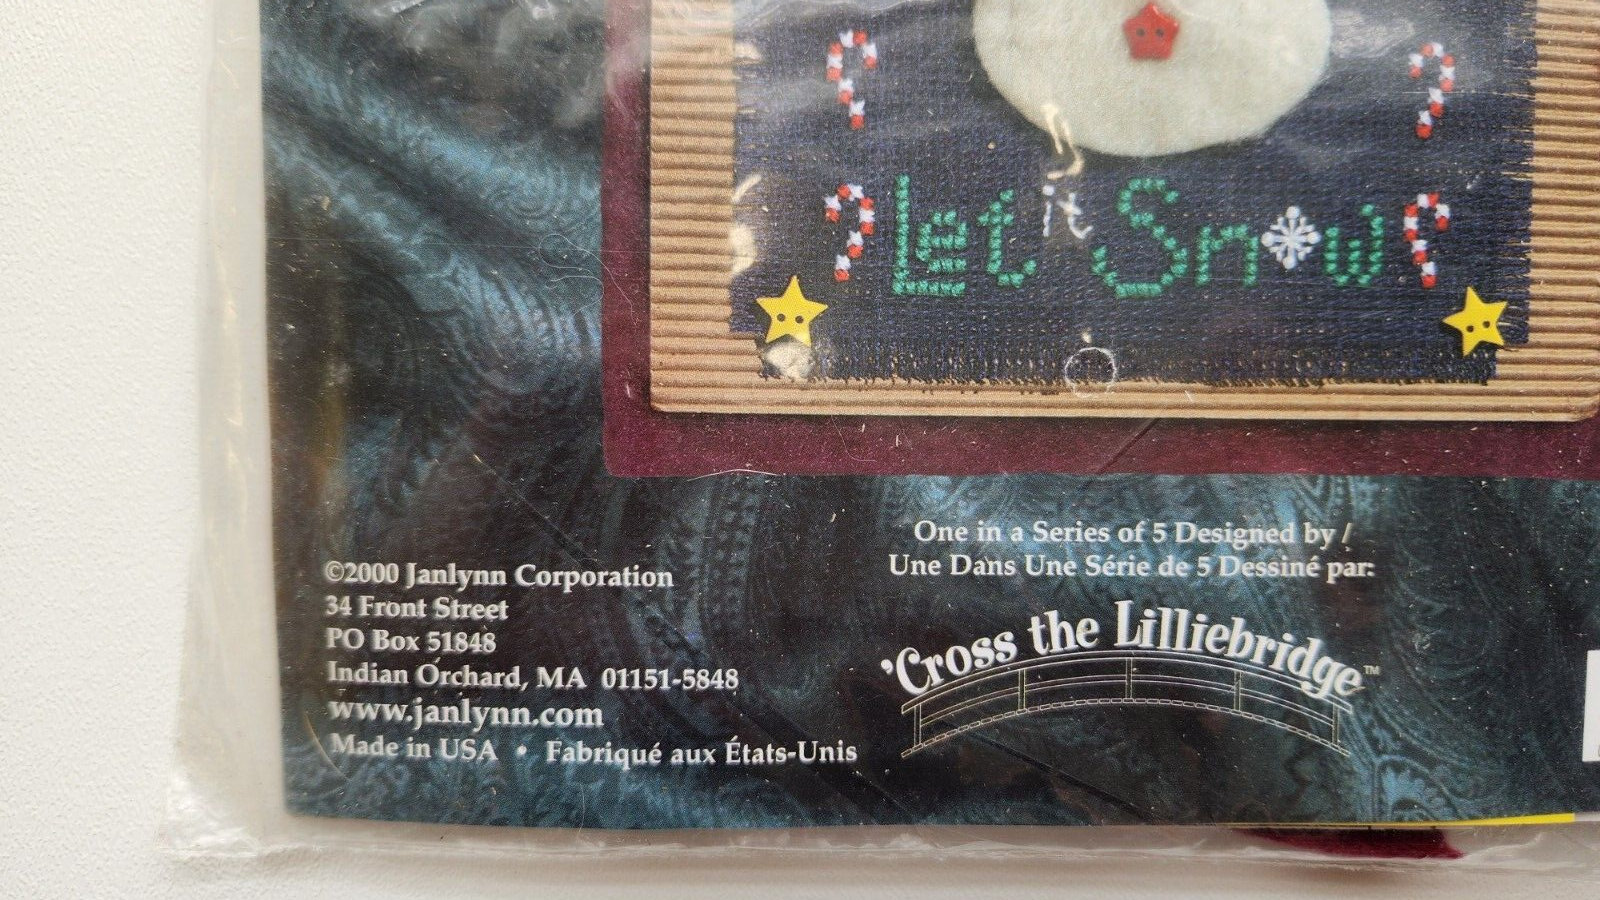 Let it Snow
One in a Series of 5 Designed by /
Une Dans Une Série de 5 Dessiné par:
'Cross the Lilliebridge™
©2000 Janlynn Corporation
34 Front Street
PO Box 51848
Indian Orchard, MA 01151-5848
www.janlynn.com
Made in USA • Fabriqué aux États-Unis